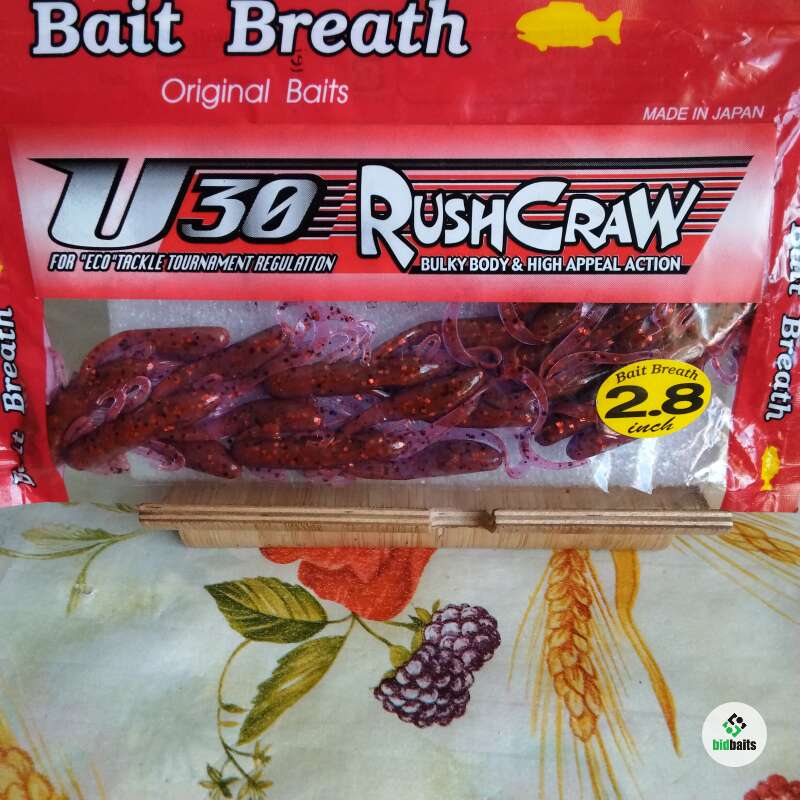 Bait Breath
Original Baits
MADE IN JAPAN
U30 RUSHCRAW
FOR "ECO" TACKLE TOURNAMENT REGULATION
BULKY BODY & HIGH APPEAL ACTION
Bait Breath
2.8
inch
Bait Breath
Bait Breath
bidbaits